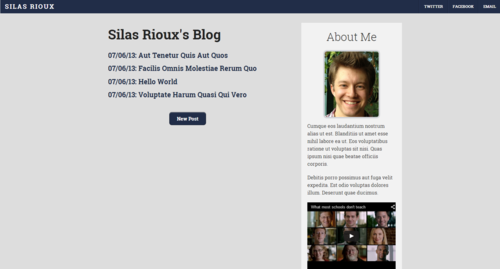 SILAS RIOUX
TWITTER FACEBOOK EMAIL
Silas Rioux's Blog
07/06/13: Aut Tenetur Quis Aut Quos
07/06/13: Facilis Omnis Molestiae Rerum Quo
07/06/13: Hello World
07/06/13: Voluptate Harum Quasi Qui Vero
New Post
About Me
Cumque eos laudantium nostrum
alias ut est. Blanditiis ut amet esse
nihil labore ea ut. Eos voluptatibus
ratione ut voluptas sit nisi. Quas
ipsum non quae beatae officiis
corporis.
Debitis porro possimus aut fuga velit
expedita. Est odio voluptas dolores
illum. Deserunt quae ducimus.
What most schools don't teach